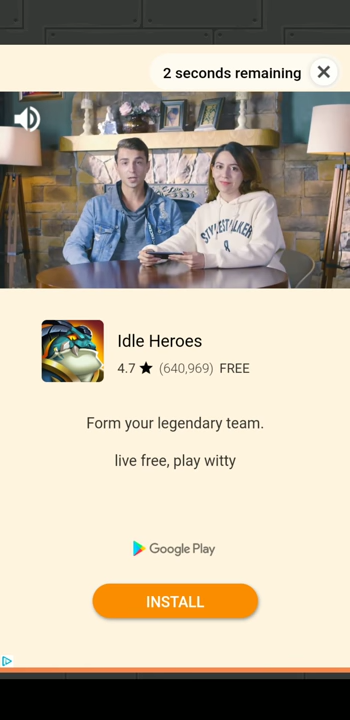 2 seconds remaining
STYLESTALKER
Idle Heroes
4.7 ★ (640,969) FREE
Form your legendary team.
live free, play witty
Google Play
INSTALL